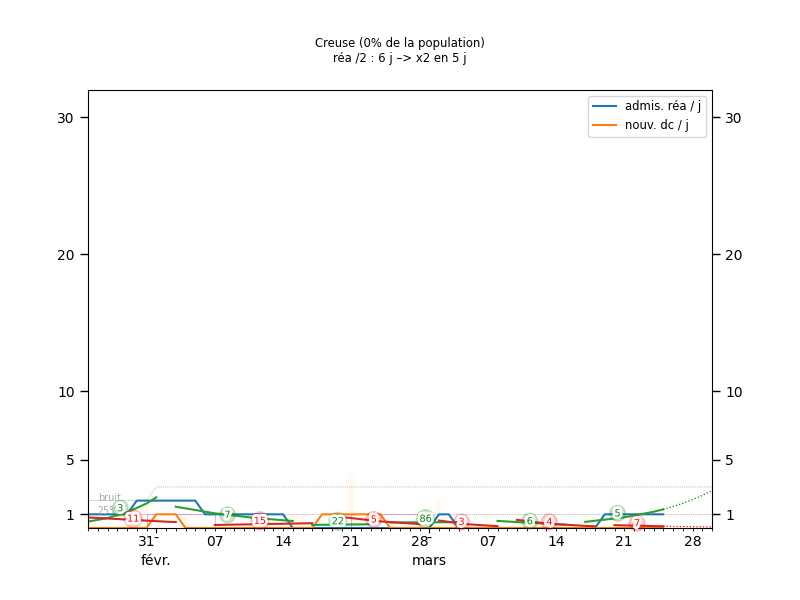 Creuse (0% de la population)
réa /2 : 6 j –> x2 en 5 j
admis. réa / j
nouv. dc / j
30 30
20 20
10 10
5 5
1 1
bruit
25%
3 11 7 15 22 5 86 3 6 4 5 7
31 07 14 21 28 07 14 21 28
févr. mars